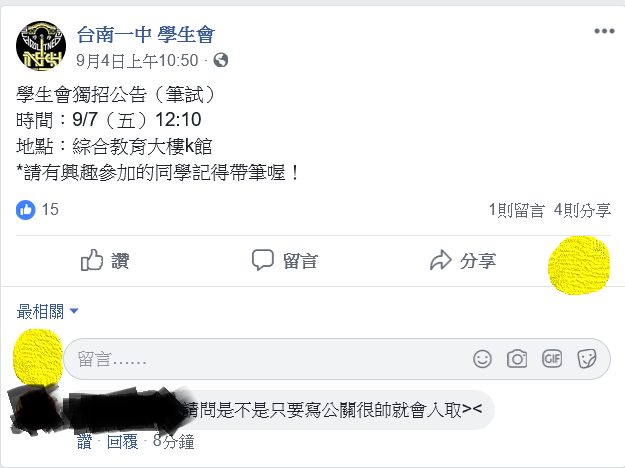 台南一中 學生會
9月4日上午10:50 ·
學生會獨招公告（筆試）
時間：9/7（五）12:10
地點：綜合教育大樓k館
*請有興趣參加的同學記得帶筆喔！
15 1則留言 4則分享
讚 留言 分享
最相關
留言……
GIF
請問是不是只要寫公關很帥就會入取><
讚 · 回覆 · 8分鐘